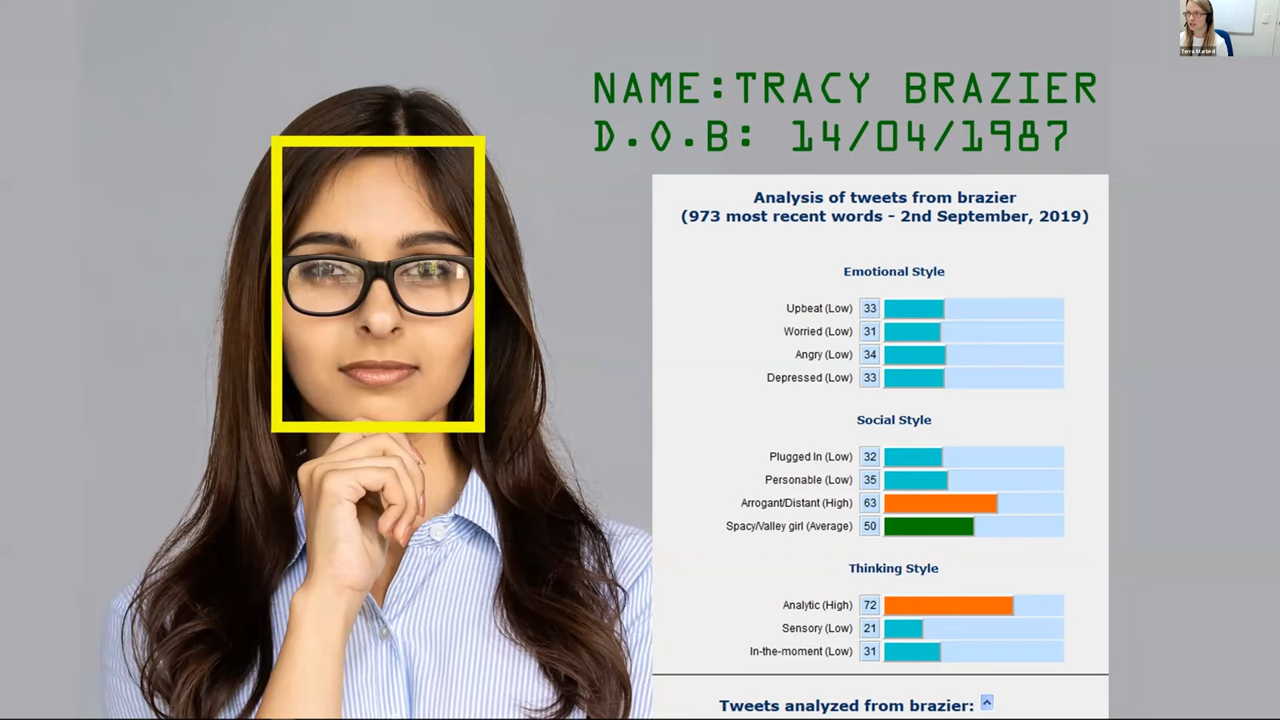 NAME:TRACY BRAZIER
D.O.B: 14/04/1987
Analysis of tweets from brazier
(973 most recent words - 2nd September, 2019)
Emotional Style
Upbeat (Low) 33
Worried (Low) 31
Angry (Low) 34
Depressed (Low) 33
Social Style
Plugged In (Low) 32
Personable (Low) 35
Arrogant/Distant (High) 63
Spacy/Valley girl (Average) 50
Thinking Style
Analytic (High) 72
Sensory (Low) 21
In-the-moment (Low) 31
Tweets analyzed from brazier:
Terra Starbird